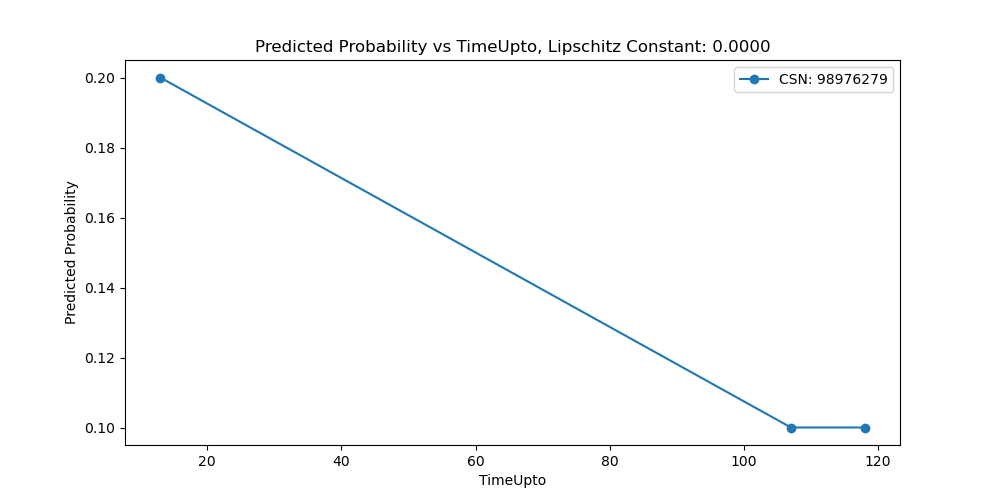 Predicted Probability vs TimeUpto, Lipschitz Constant: 0.0000
CSN: 98976279
Predicted Probability
0.20
0.18
0.16
0.14
0.12
0.10
20 40 60 80 100 120
TimeUpto